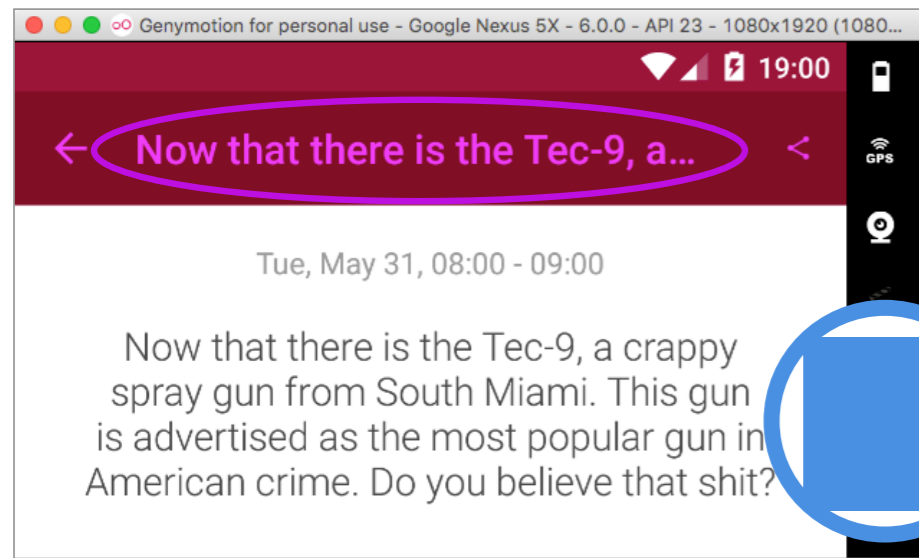 Genymotion for personal use - Google Nexus 5X - 6.0.0 - API 23 - 1080x1920 (1080...
19:00
Now that there is the Tec-9, a...
GPS
Tue, May 31, 08:00 - 09:00
Now that there is the Tec-9, a crappy
spray gun from South Miami. This gun
is advertised as the most popular gun in
American crime. Do you believe that shit?